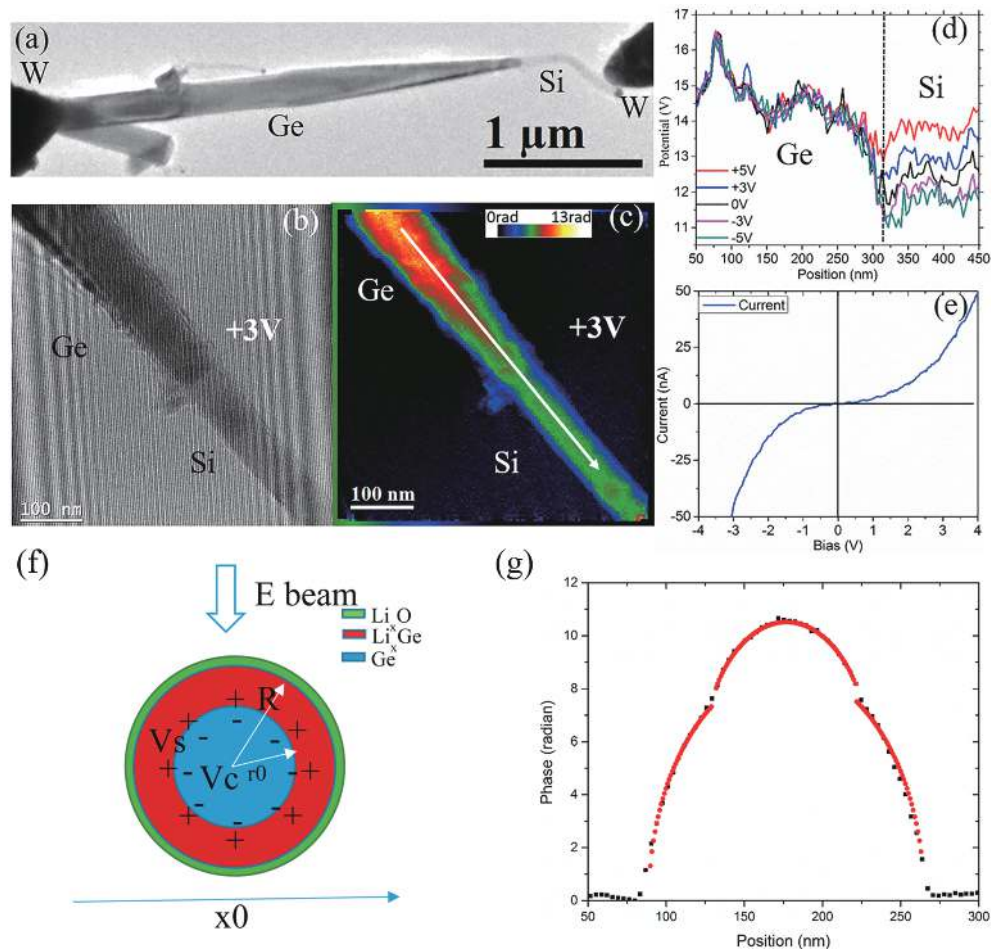 (a)
W
Ge
Si
W
1 μm
(b)
Ge
+3V
Si
100 nm
0rad 13rad
(c)
Ge
+3V
Si
100 nm
(d)
Potential (V)
17
16
15
14
13
12
11
Ge
Si
+5V
+3V
0V
-3V
-5V
50 100 150 200 250 300 350 400 450
Position (nm)
(e)
Current
Current (nA)
50
25
0
-25
-50
-4 -3 -2 -1 0 1 2 3 4
Bias (V)
(f)
E beam
LixO
LixGe
Ge
R
Vs
Vc
r0
+ + + + + + + + + +
- - - - - - - - - -
x0
(g)
Phase (radian)
12
10
8
6
4
2
0
50 100 150 200 250 300
Position (nm)